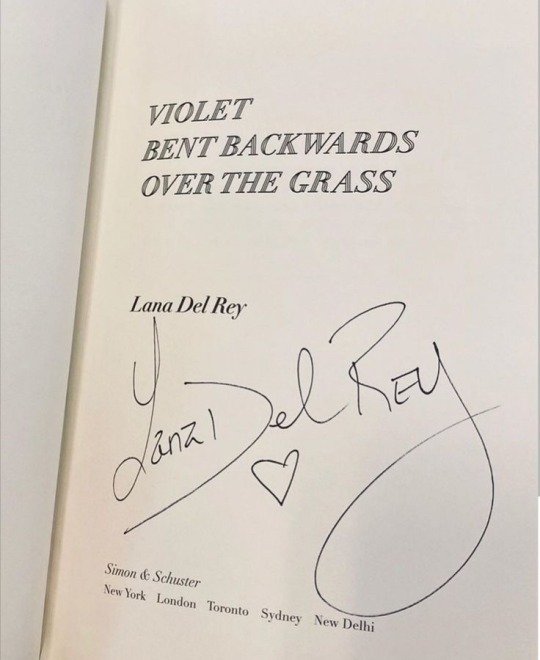 VIOLET
BENT BACKWARDS
OVER THE GRASS
Lana Del Rey
Lana Del Rey
Simon & Schuster
New York London Toronto Sydney New Delhi